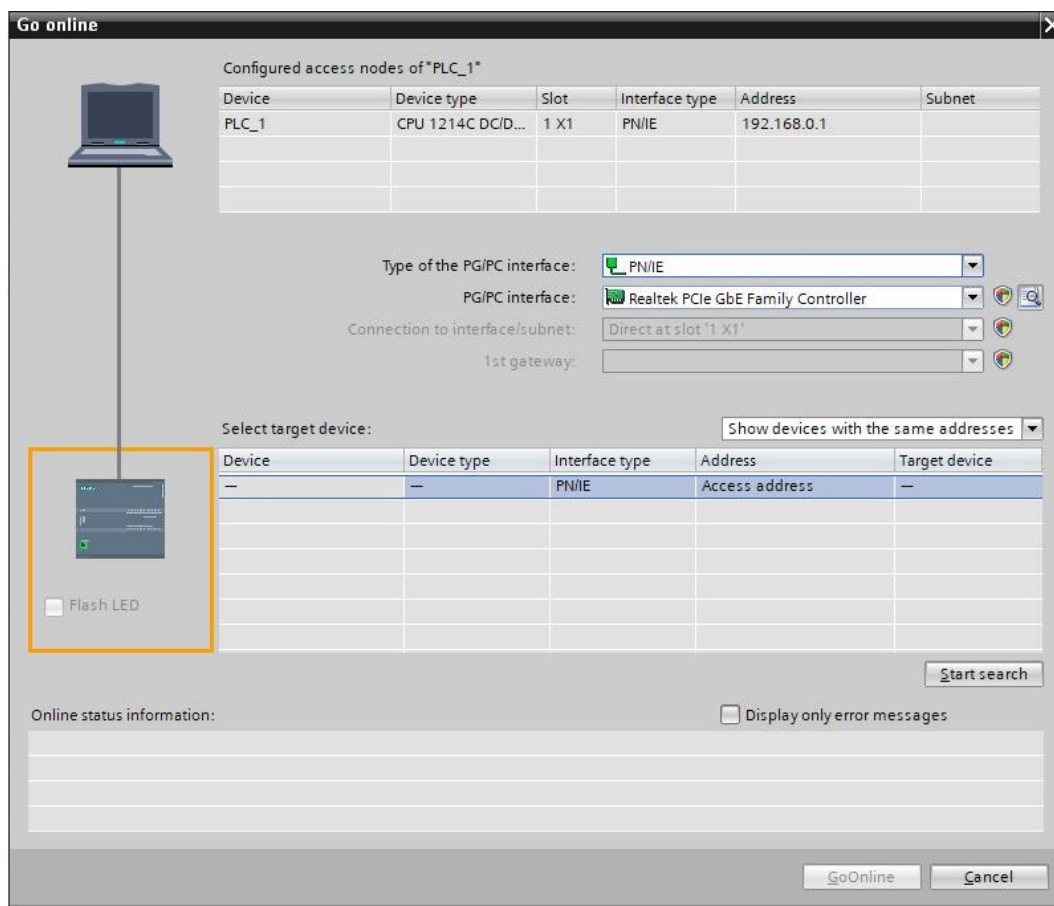 Go online
Configured access nodes of "PLC_1"
Device Device type Slot Interface type Address Subnet
PLC_1 CPU 1214C DC/D... 1 X1 PN/IE 192.168.0.1
Type of the PG/PC interface: PN/IE
PG/PC interface: Realtek PCIe GbE Family Controller
Connection to interface/subnet: Direct at slot '1 X1'
1st gateway:
Select target device: Show devices with the same addresses
Device Device type Interface type Address Target device
— — PN/IE Access address —
Flash LED
Start search
Online status information: Display only error messages
GoOnline Cancel